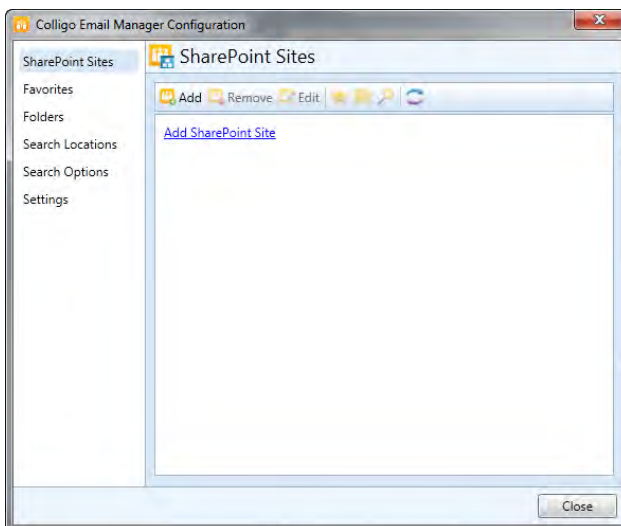 Colligo Email Manager Configuration
SharePoint Sites
Favorites
Folders
Search Locations
Search Options
Settings
SharePoint Sites
Add Remove Edit
Add SharePoint Site
Close